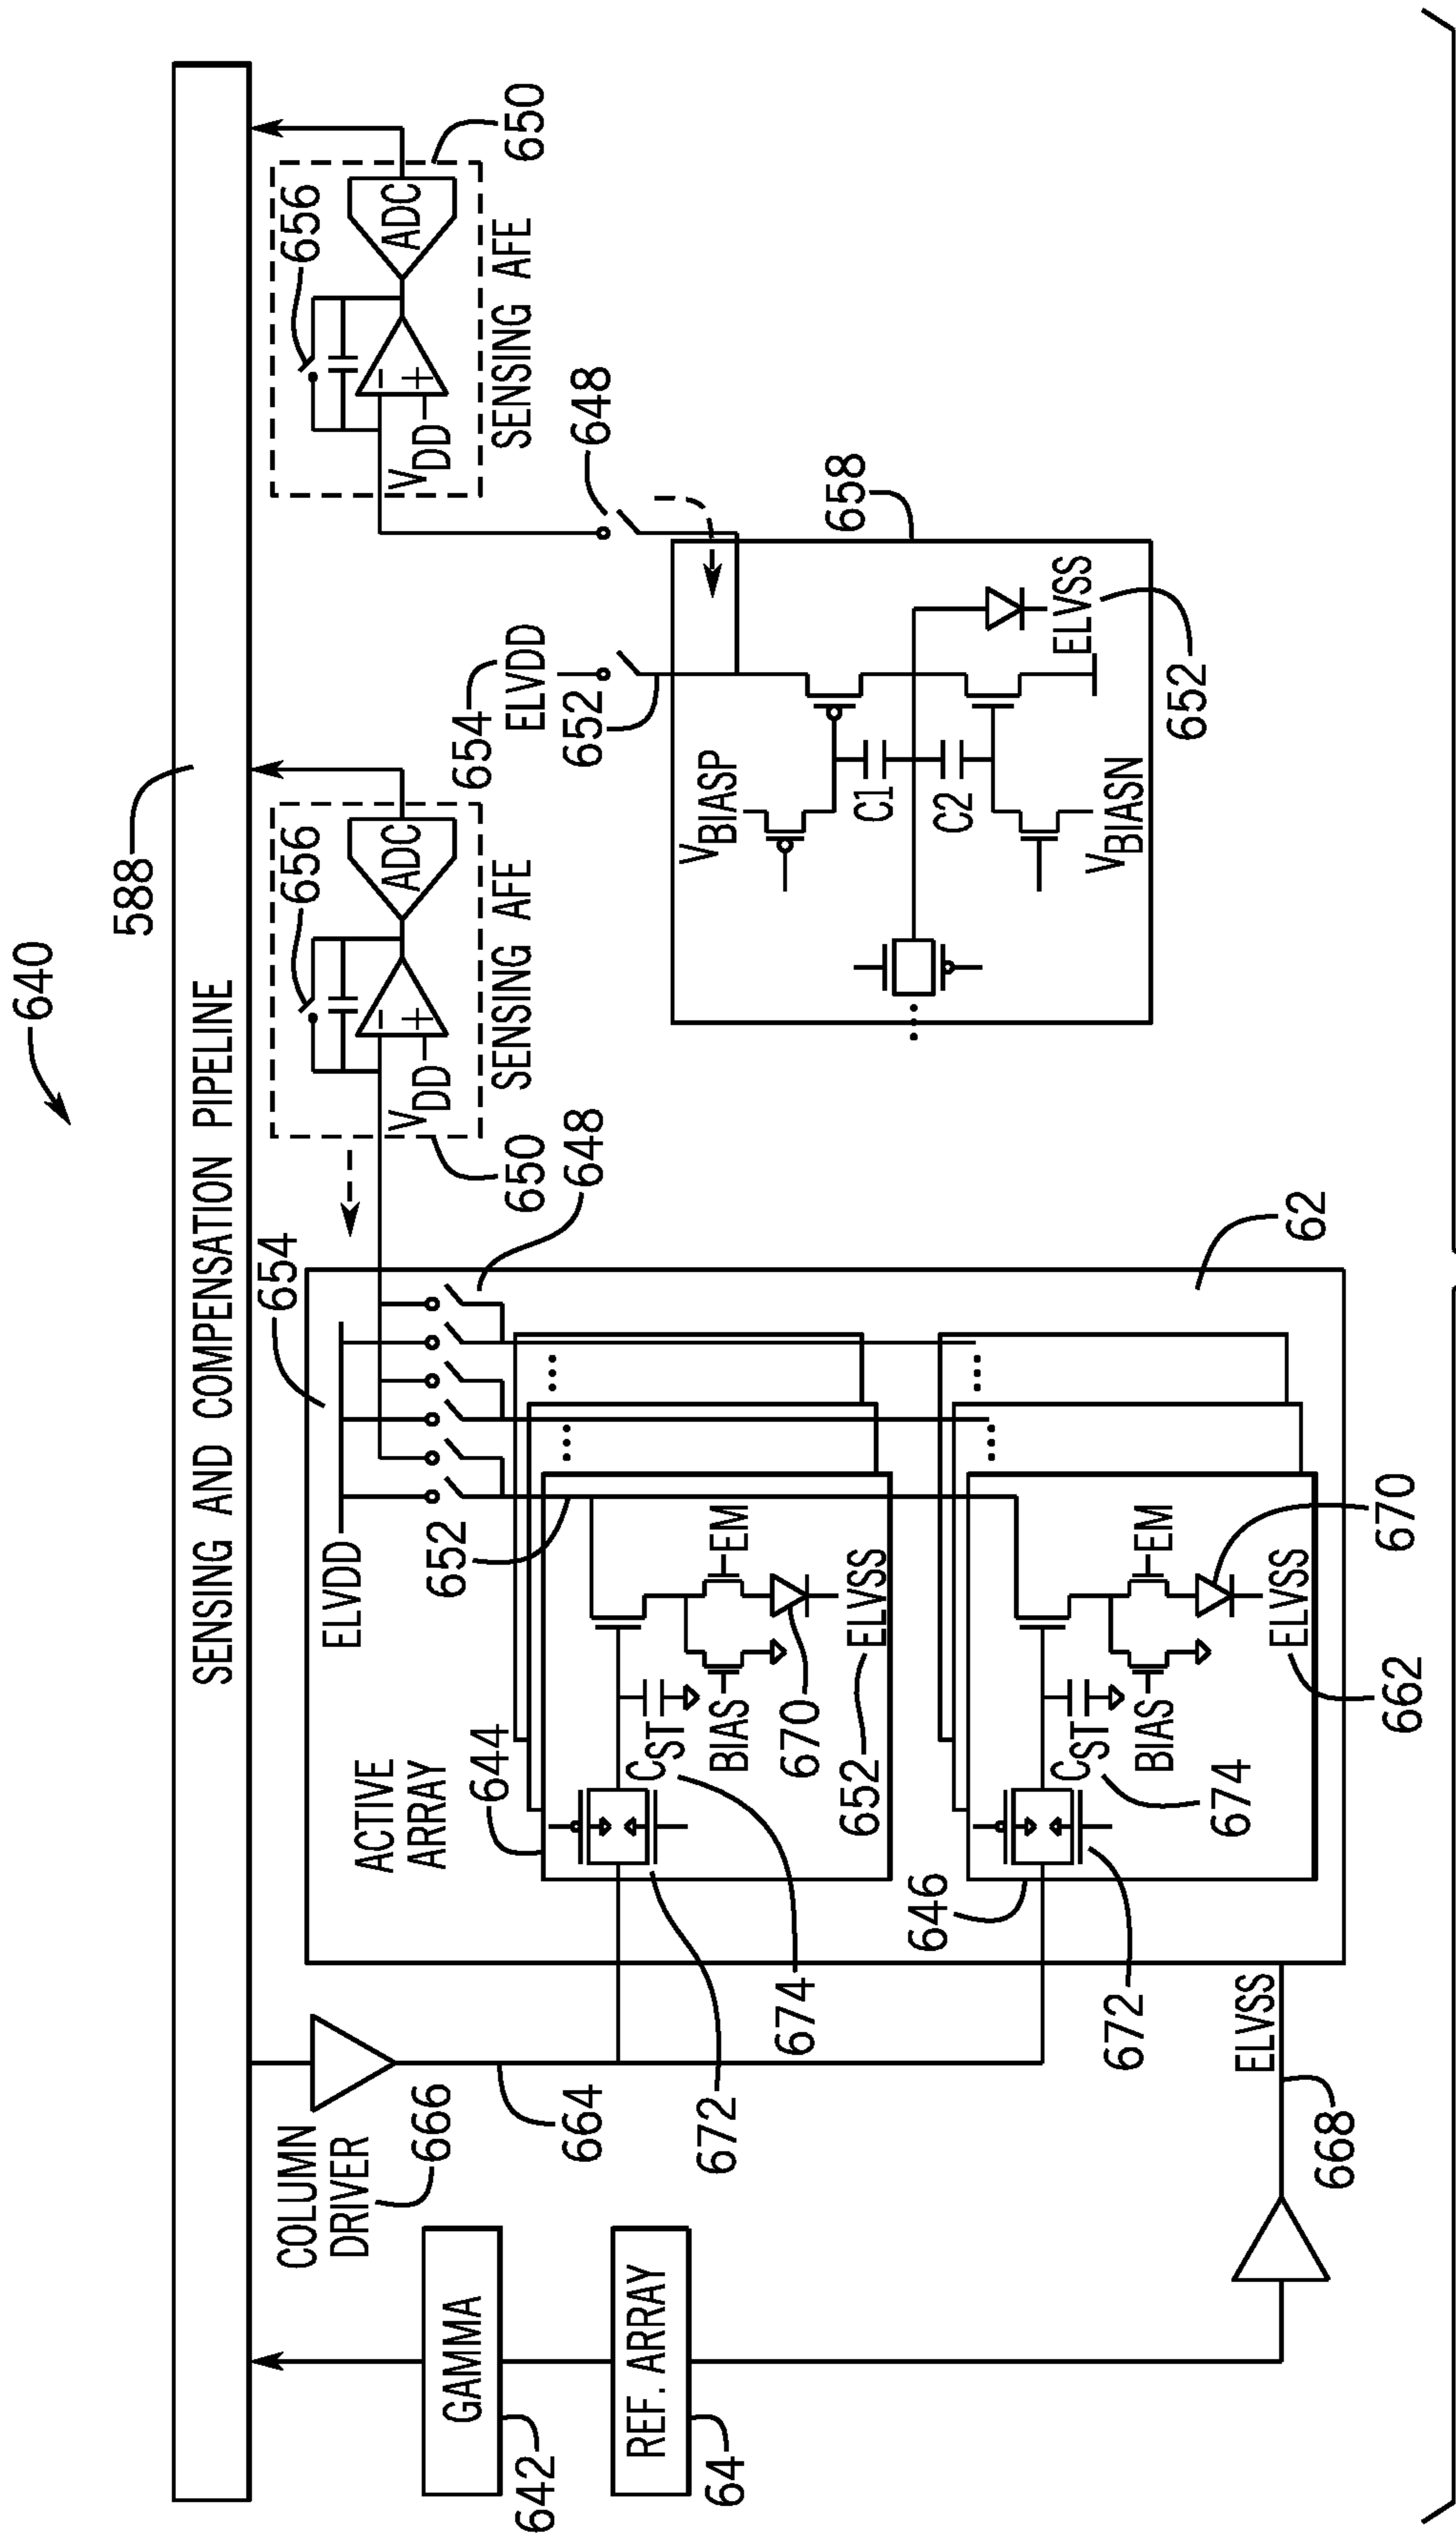 640
588
SENSING AND COMPENSATION PIPELINE
COLUMN
DRIVER
666
664
GAMMA
642
REF. ARRAY
64
ELVSS
668
ACTIVE
ARRAY
654
ELVDD
648
652
62
644
672
674
CST
BIAS
EM
670
ELVSS
652
646
672
674
CST
BIAS
EM
670
ELVSS
662
656
VDD
-
+
ADC
SENSING AFE
650
656
VDD
-
+
ADC
SENSING AFE
650
648
654
ELVDD
652
658
VBIASP
C1
C2
VBIASN
ELVSS
652